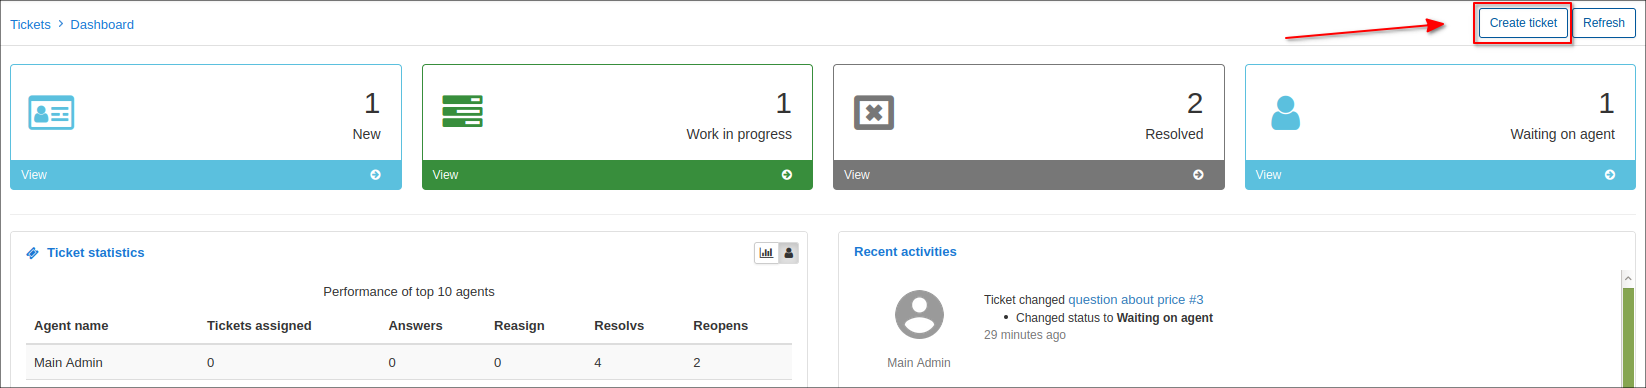 Tickets > Dashboard
Create ticket
Refresh
1
New
View
1
Work in progress
View
2
Resolved
View
1
Waiting on agent
View
Ticket statistics
Performance of top 10 agents
Agent name Tickets assigned Answers Reasign Resolvs Reopens
Main Admin 0 0 0 4 2
Recent activities
Ticket changed question about price #3
• Changed status to Waiting on agent
29 minutes ago
Main Admin